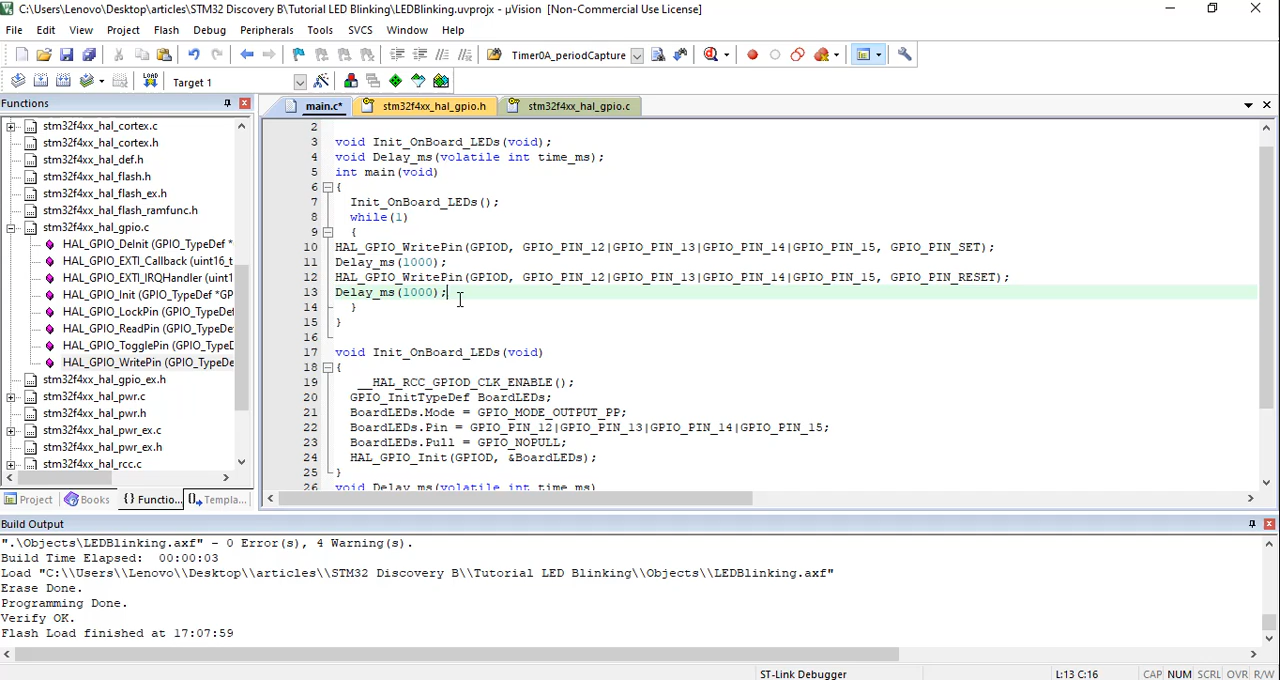 C:\Users\Lenovo\Desktop\articles\STM32 Discovery B\Tutorial LED Blinking\LEDBlinking.uvprojx - µVision [Non-Commercial Use License]
File Edit View Project Flash Debug Peripherals Tools SVCS Window Help
Timer0A_periodCapture
LOAD Target 1
Functions
main.c* stm32f4xx_hal_gpio.h stm32f4xx_hal_gpio.c
stm32f4xx_hal_cortex.c
stm32f4xx_hal_cortex.h
stm32f4xx_hal_def.h
stm32f4xx_hal_flash.h
stm32f4xx_hal_flash_ex.h
stm32f4xx_hal_flash_ramfunc.h
stm32f4xx_hal_gpio.c
HAL_GPIO_DeInit (GPIO_TypeDef *
HAL_GPIO_EXTI_Callback (uint16_t
HAL_GPIO_EXTI_IRQHandler (uint1
HAL_GPIO_Init (GPIO_TypeDef *GP
HAL_GPIO_LockPin (GPIO_TypeDef
HAL_GPIO_ReadPin (GPIO_TypeDe
HAL_GPIO_TogglePin (GPIO_TypeD
HAL_GPIO_WritePin (GPIO_TypeDe
stm32f4xx_hal_gpio_ex.h
stm32f4xx_hal_pwr.c
stm32f4xx_hal_pwr.h
stm32f4xx_hal_pwr_ex.c
stm32f4xx_hal_pwr_ex.h
stm32f4xx_hal_rcc.c
Project Books {} Functio... Templa...
2
3 void Init_OnBoard_LEDs(void);
4 void Delay_ms(volatile int time_ms);
5 int main(void)
6 {
7 Init_OnBoard_LEDs();
8 while(1)
9 {
10 HAL_GPIO_WritePin(GPIOD, GPIO_PIN_12|GPIO_PIN_13|GPIO_PIN_14|GPIO_PIN_15, GPIO_PIN_SET);
11 Delay_ms(1000);
12 HAL_GPIO_WritePin(GPIOD, GPIO_PIN_12|GPIO_PIN_13|GPIO_PIN_14|GPIO_PIN_15, GPIO_PIN_RESET);
13 Delay_ms(1000);
14 }
15 }
16
17 void Init_OnBoard_LEDs(void)
18 {
19 __HAL_RCC_GPIOD_CLK_ENABLE();
20 GPIO_InitTypeDef BoardLEDs;
21 BoardLEDs.Mode = GPIO_MODE_OUTPUT_PP;
22 BoardLEDs.Pin = GPIO_PIN_12|GPIO_PIN_13|GPIO_PIN_14|GPIO_PIN_15;
23 BoardLEDs.Pull = GPIO_NOPULL;
24 HAL_GPIO_Init(GPIOD, &BoardLEDs);
25 }
26 void Delay_ms(volatile int time_ms)
Build Output
".\Objects\LEDBlinking.axf" - 0 Error(s), 4 Warning(s).
Build Time Elapsed: 00:00:03
Load "C:\\Users\\Lenovo\\Desktop\\articles\\STM32 Discovery B\\Tutorial LED Blinking\\Objects\\LEDBlinking.axf"
Erase Done.
Programming Done.
Verify OK.
Flash Load finished at 17:07:59
ST-Link Debugger L:13 C:16 CAP NUM SCRL OVR R/W